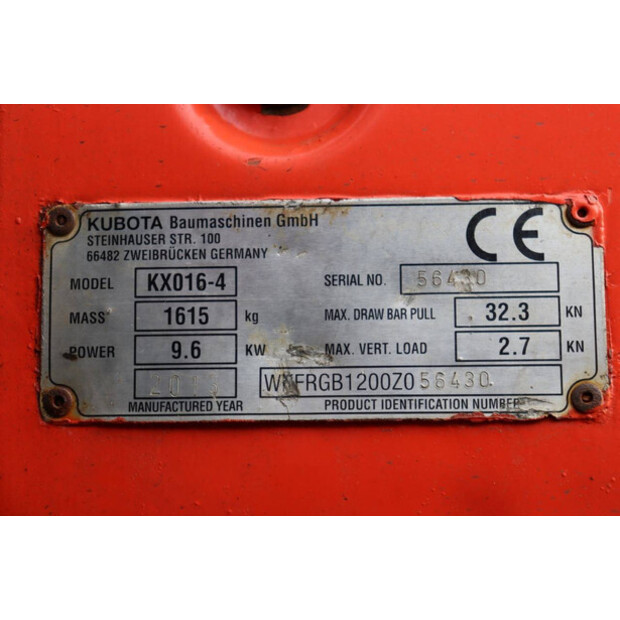 KUBOTA Baumaschinen GmbH
STEINHAUSER STR. 100
66482 ZWEIBRÜCKEN GERMANY
CE
MODEL KX016-4 SERIAL NO. 56430
MASS 1615 kg MAX. DRAW BAR PULL 32.3 KN
POWER 9.6 KW MAX. VERT. LOAD 2.7 KN
MANUFACTURED YEAR PRODUCT IDENTIFICATION NUMBER